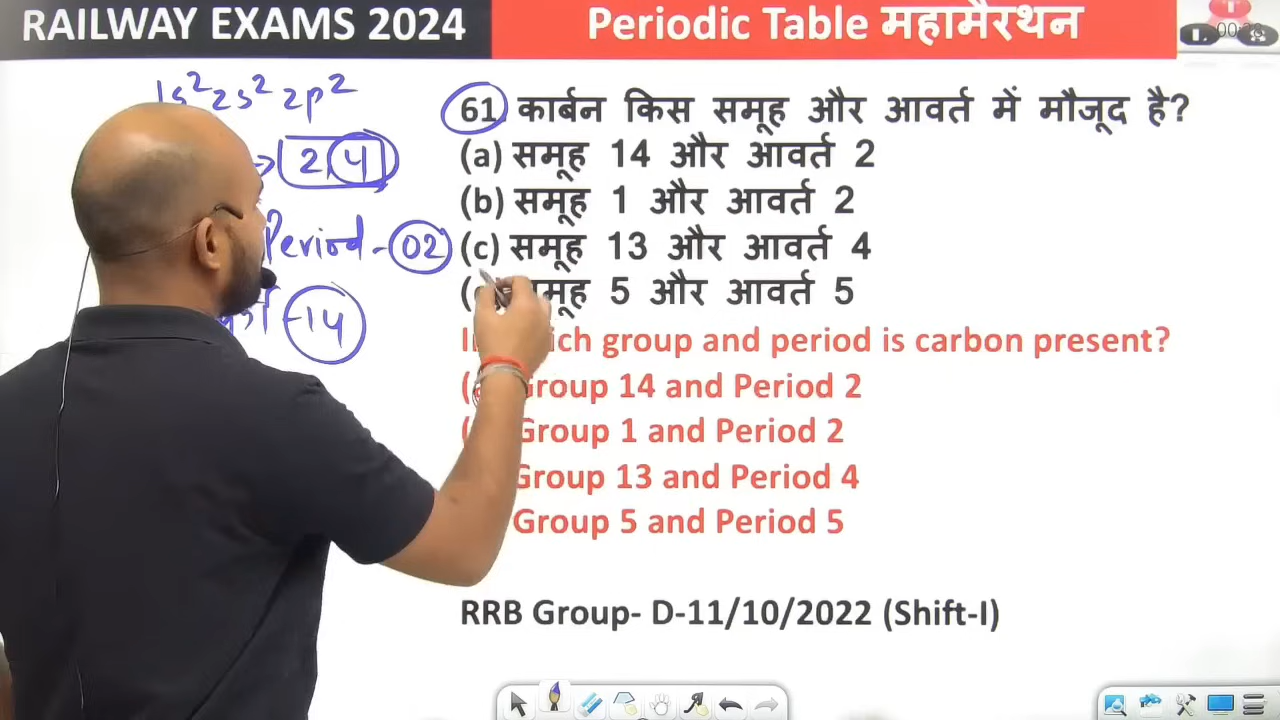 RAILWAY EXAMS 2024
Periodic Table महामैरथन
1s² 2s² 2p²
→ 2, 4
Period - 02
- 14
61 कार्बन किस समूह और आवर्त में मौजूद है?
(a) समूह 14 और आवर्त 2
(b) समूह 1 और आवर्त 2
(c) समूह 13 और आवर्त 4
समूह 5 और आवर्त 5
group and period is carbon present?
Group 14 and Period 2
Group 1 and Period 2
Group 13 and Period 4
Group 5 and Period 5
RRB Group- D-11/10/2022 (Shift-I)